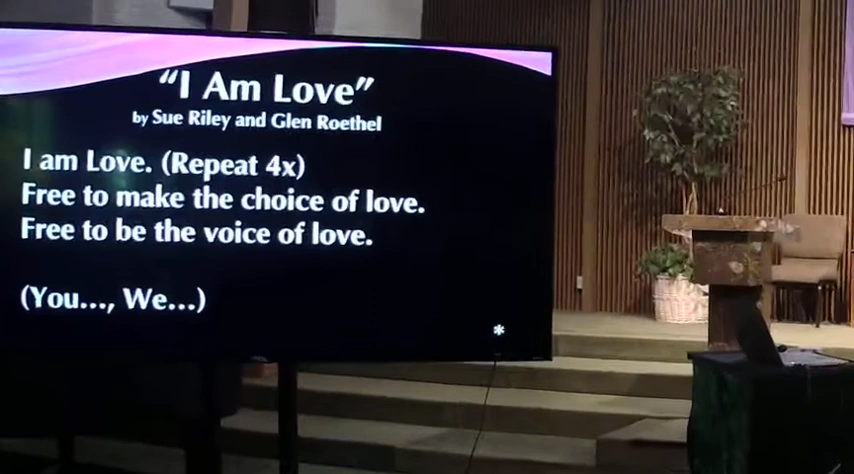 “I Am Love”
by Sue Riley and Glen Roethel
I am Love. (Repeat 4x)
Free to make the choice of love.
Free to be the voice of love.
(You..., We...)
*